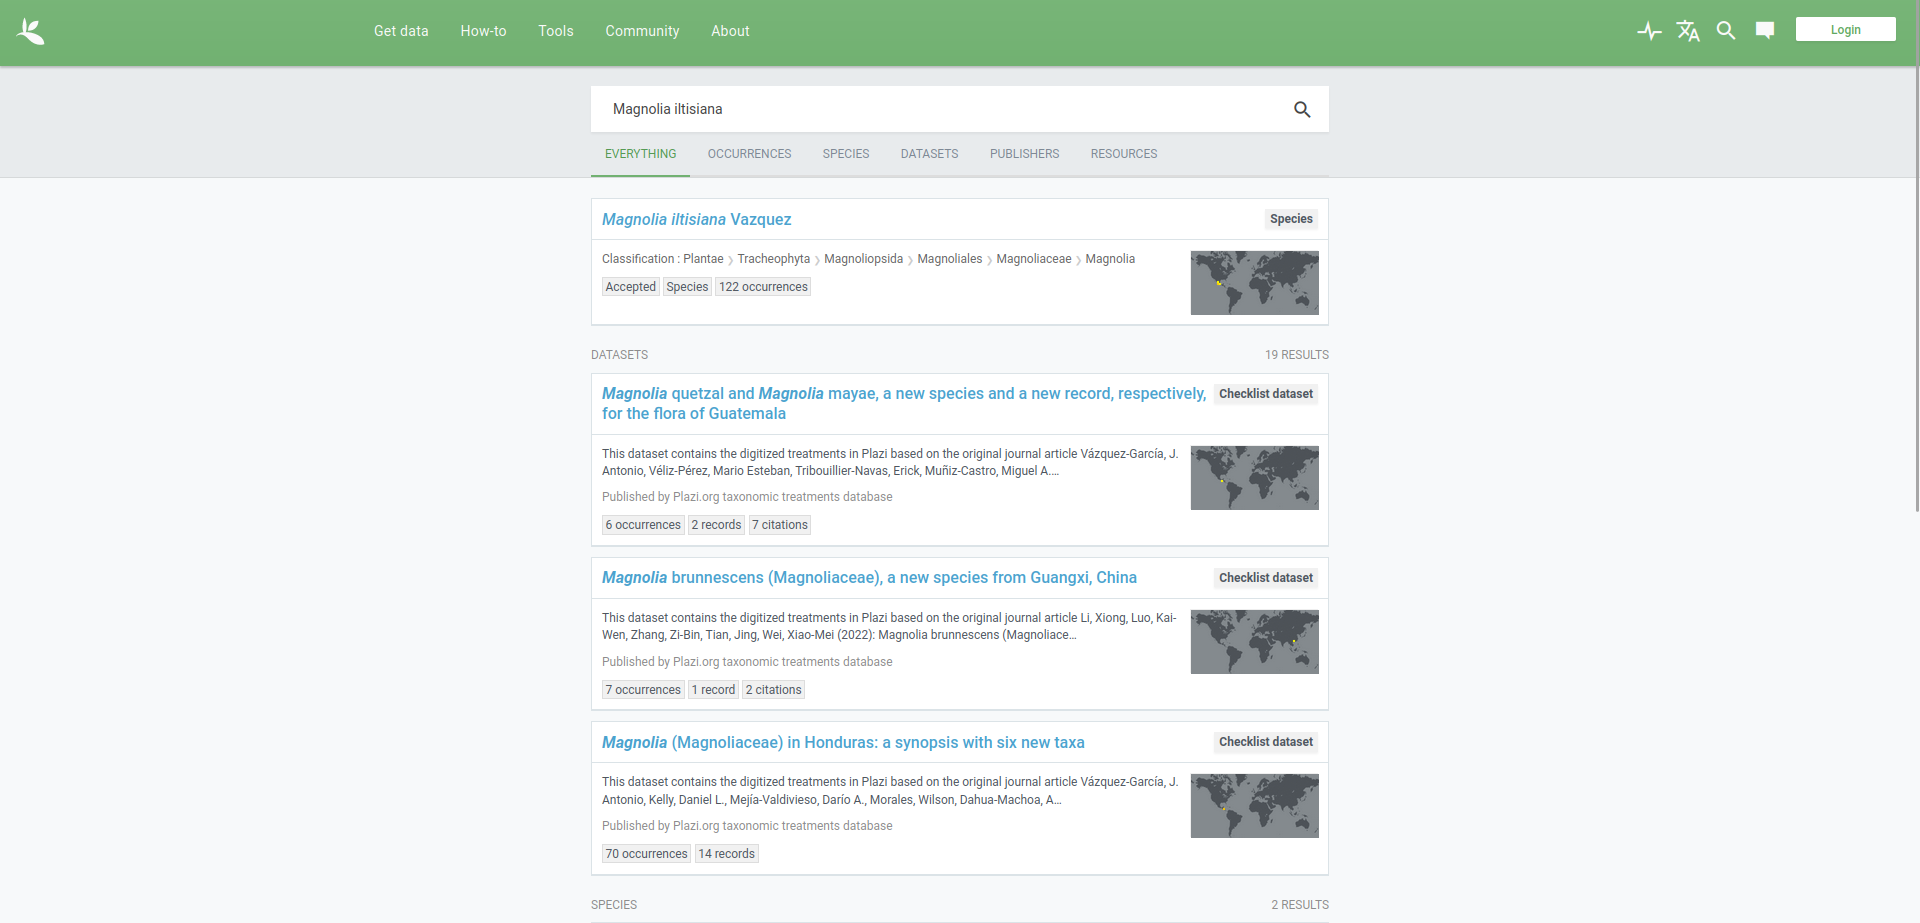 Get data How-to Tools Community About Login
Magnolia iltisiana
EVERYTHING OCCURRENCES SPECIES DATASETS PUBLISHERS RESOURCES
Magnolia iltisiana Vazquez Species
Classification : Plantae ❯ Tracheophyta ❯ Magnoliopsida ❯ Magnoliales ❯ Magnoliaceae ❯ Magnolia
Accepted Species 122 occurrences
DATASETS 19 RESULTS
Magnolia quetzal and Magnolia mayae, a new species and a new record, respectively, Checklist dataset
for the flora of Guatemala
This dataset contains the digitized treatments in Plazi based on the original journal article Vázquez-García, J.
Antonio, Véliz-Pérez, Mario Esteban, Tribouillier-Navas, Erick, Muñiz-Castro, Miguel A....
Published by Plazi.org taxonomic treatments database
6 occurrences 2 records 7 citations
Magnolia brunnescens (Magnoliaceae), a new species from Guangxi, China Checklist dataset
This dataset contains the digitized treatments in Plazi based on the original journal article Li, Xiong, Luo, Kai-
Wen, Zhang, Zi-Bin, Tian, Jing, Wei, Xiao-Mei (2022): Magnolia brunnescens (Magnoliace...
Published by Plazi.org taxonomic treatments database
7 occurrences 1 record 2 citations
Magnolia (Magnoliaceae) in Honduras: a synopsis with six new taxa Checklist dataset
This dataset contains the digitized treatments in Plazi based on the original journal article Vázquez-García, J.
Antonio, Kelly, Daniel L., Mejía-Valdivieso, Darío A., Morales, Wilson, Dahua-Machoa, A...
Published by Plazi.org taxonomic treatments database
70 occurrences 14 records
SPECIES 2 RESULTS